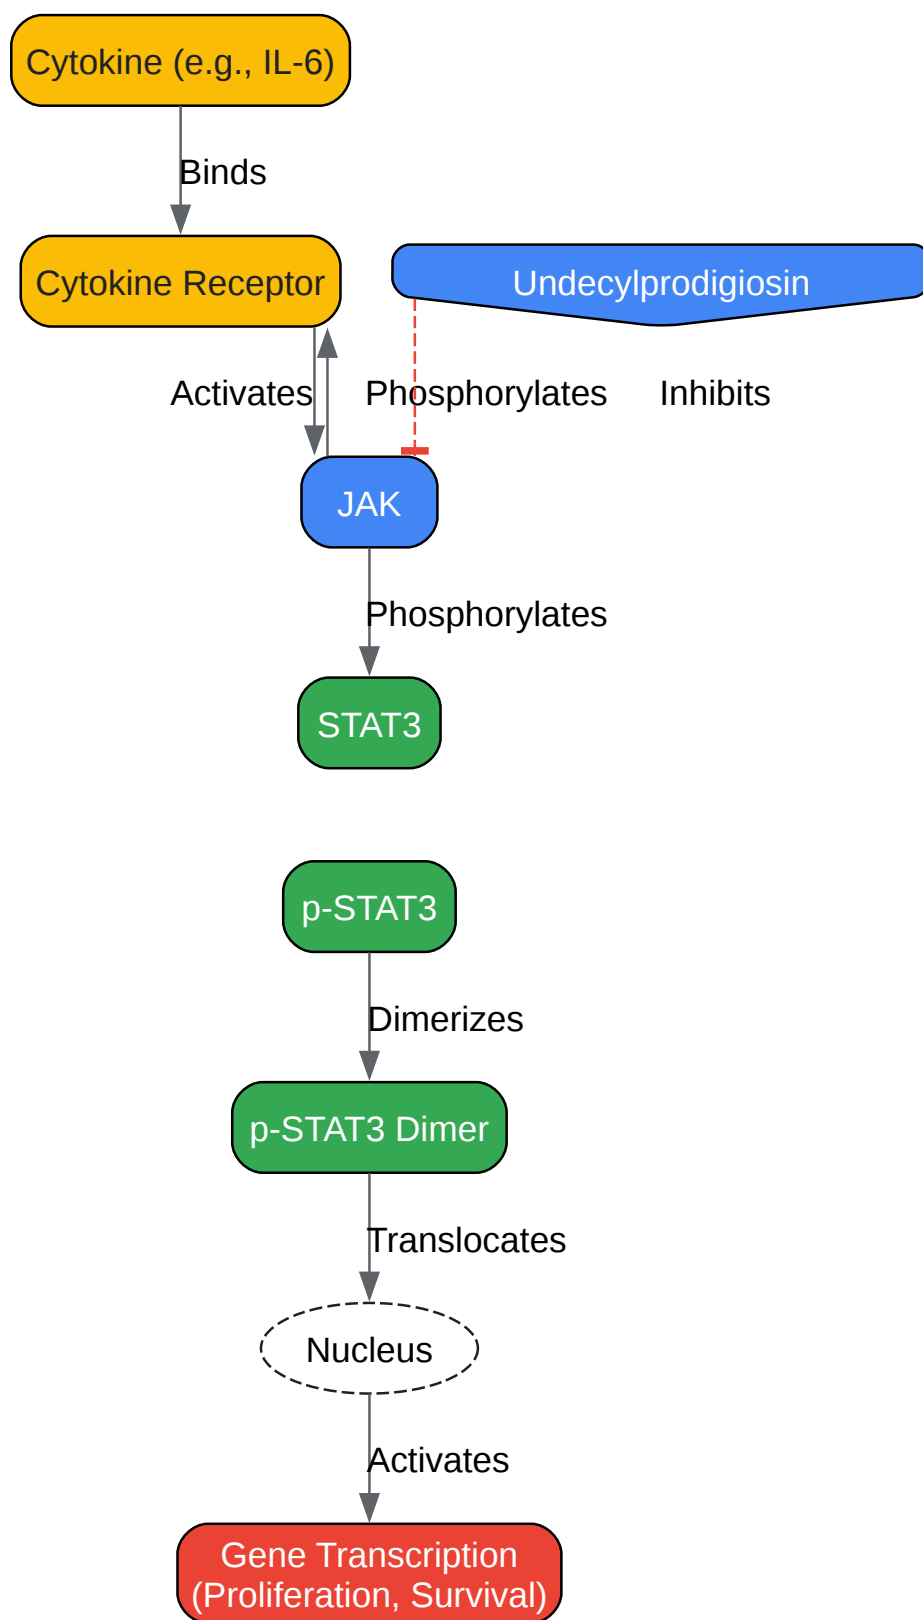 Cytokine (e.g., IL-6)
Binds
Cytokine Receptor
Undecylprodigiosin
Activates
Phosphorylates
Inhibits
JAK
Phosphorylates
STAT3
p-STAT3
Dimerizes
p-STAT3 Dimer
Translocates
Nucleus
Activates
Gene Transcription
(Proliferation, Survival)